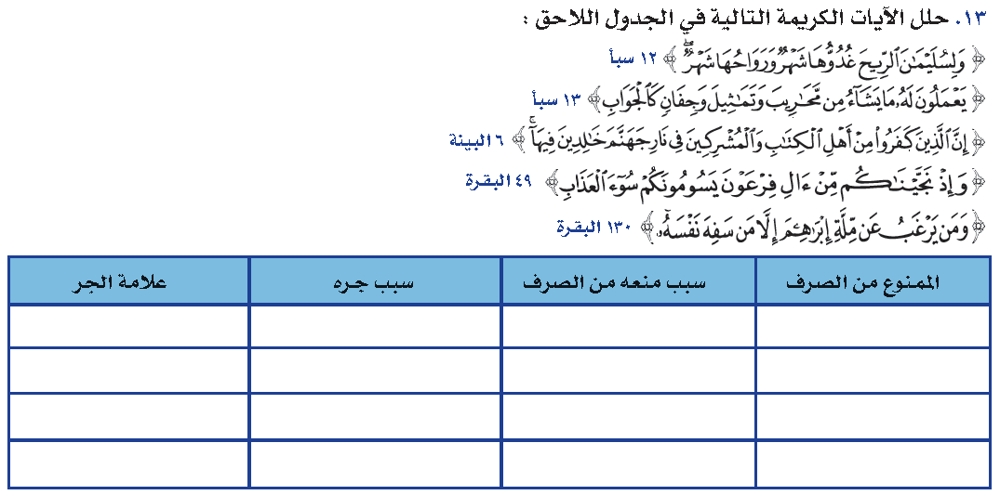 ١٣. حلل الآيات الكريمة التالية في الجدول اللاحق :
﴿ وَلِسُلَيْمَٰنَ ٱلرِّيحَ غُدُوُّهَا شَهْرٌ وَرَوَاحُهَا شَهْرٌ ۖ ﴾ ١٢ سبأ
﴿ يَعْمَلُونَ لَهُۥ مَا يَشَآءُ مِن مَّحَٰرِيبَ وَتَمَٰثِيلَ وَجِفَانٍ كَٱلْجَوَابِ ﴾ ١٣ سبأ
﴿ إِنَّ ٱلَّذِينَ كَفَرُوا۟ مِنْ أَهْلِ ٱلْكِتَٰبِ وَٱلْمُشْرِكِينَ فِى نَارِ جَهَنَّمَ خَٰلِدِينَ فِيهَآ ۚ ﴾ ٦ البينة
﴿ وَإِذْ نَجَّيْنَٰكُم مِّنْ ءَالِ فِرْعَوْنَ يَسُومُونَكُمْ سُوٓءَ ٱلْعَذَابِ ﴾ ٤٩ البقرة
﴿ وَمَن يَرْغَبُ عَن مِّلَّةِ إِبْرَٰهِۦمَ إِلَّا مَن سَفِهَ نَفْسَهُۥ ۚ ﴾ ١٣٠ البقرة
الممنوع من الصرف سبب منعه من الصرف سبب جره علامة الجر